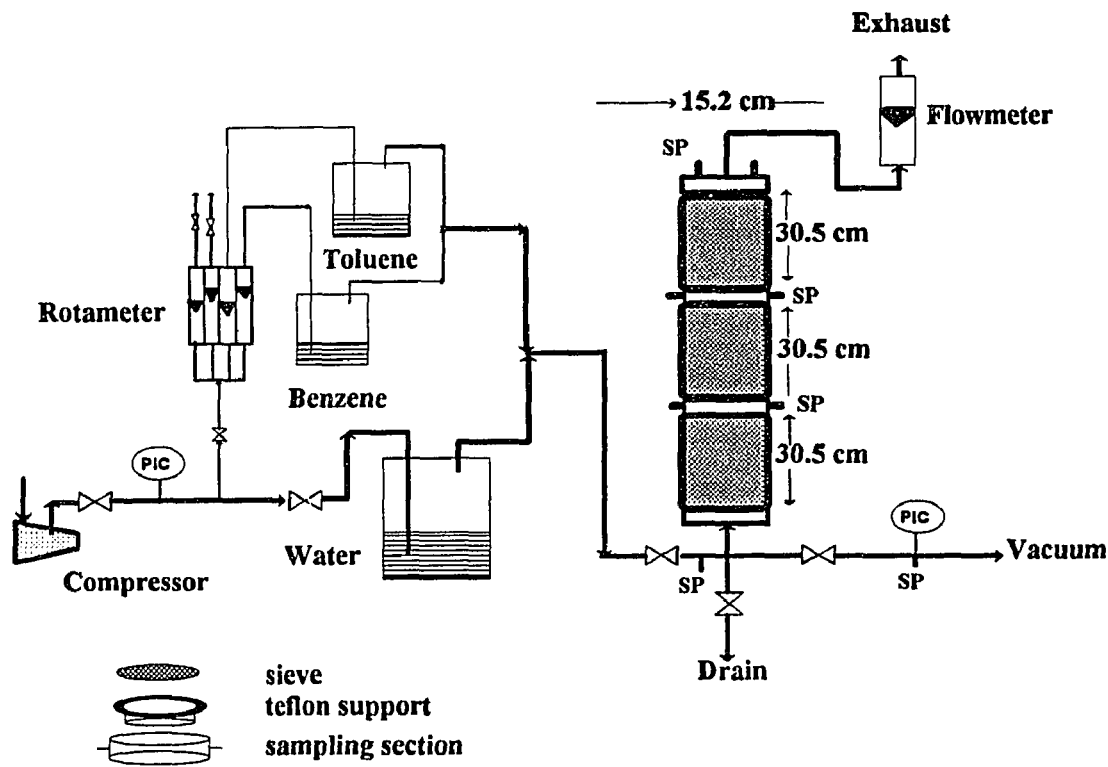 Exhaust
15.2 cm
Flowmeter
SP
30.5 cm
Toluene
SP
Rotameter
30.5 cm
Benzene
SP
30.5 cm
PIC
PIC
Water
Vacuum
Compressor
SP
SP
Drain
sieve
teflon support
sampling section